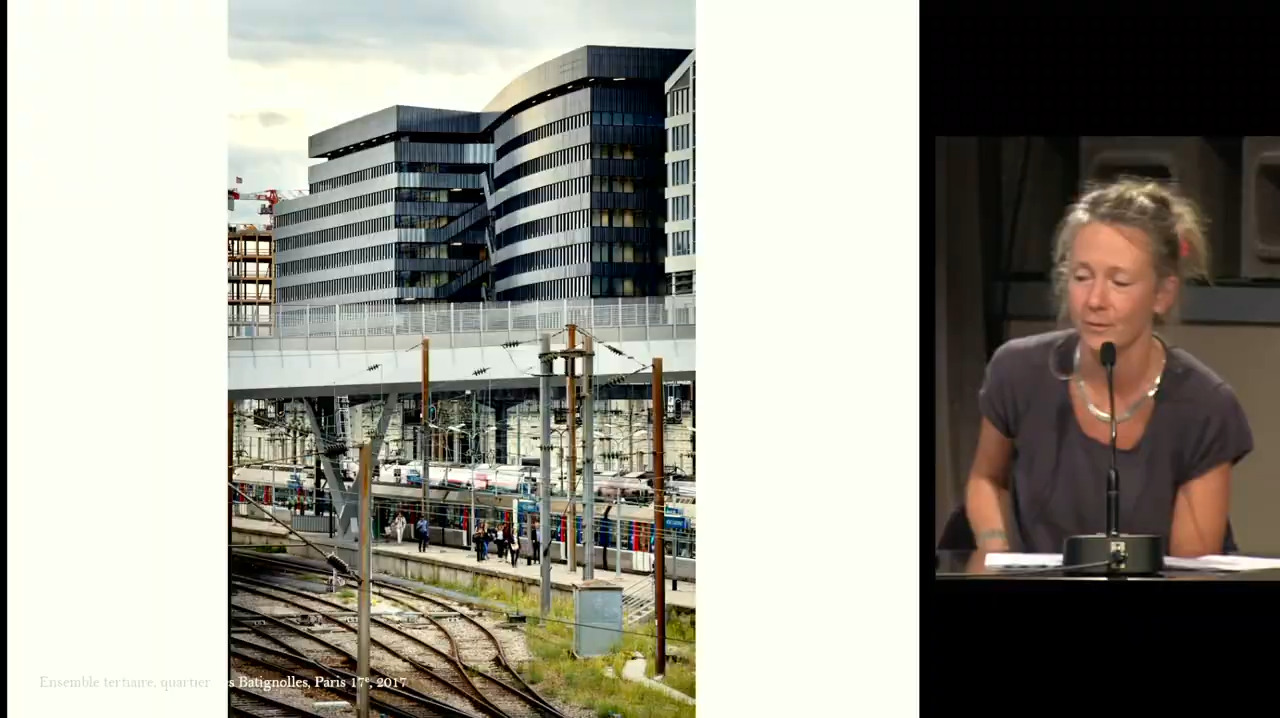 Ensemble tertiaire, quartier s Batignolles, Paris 17ᵉ, 2017